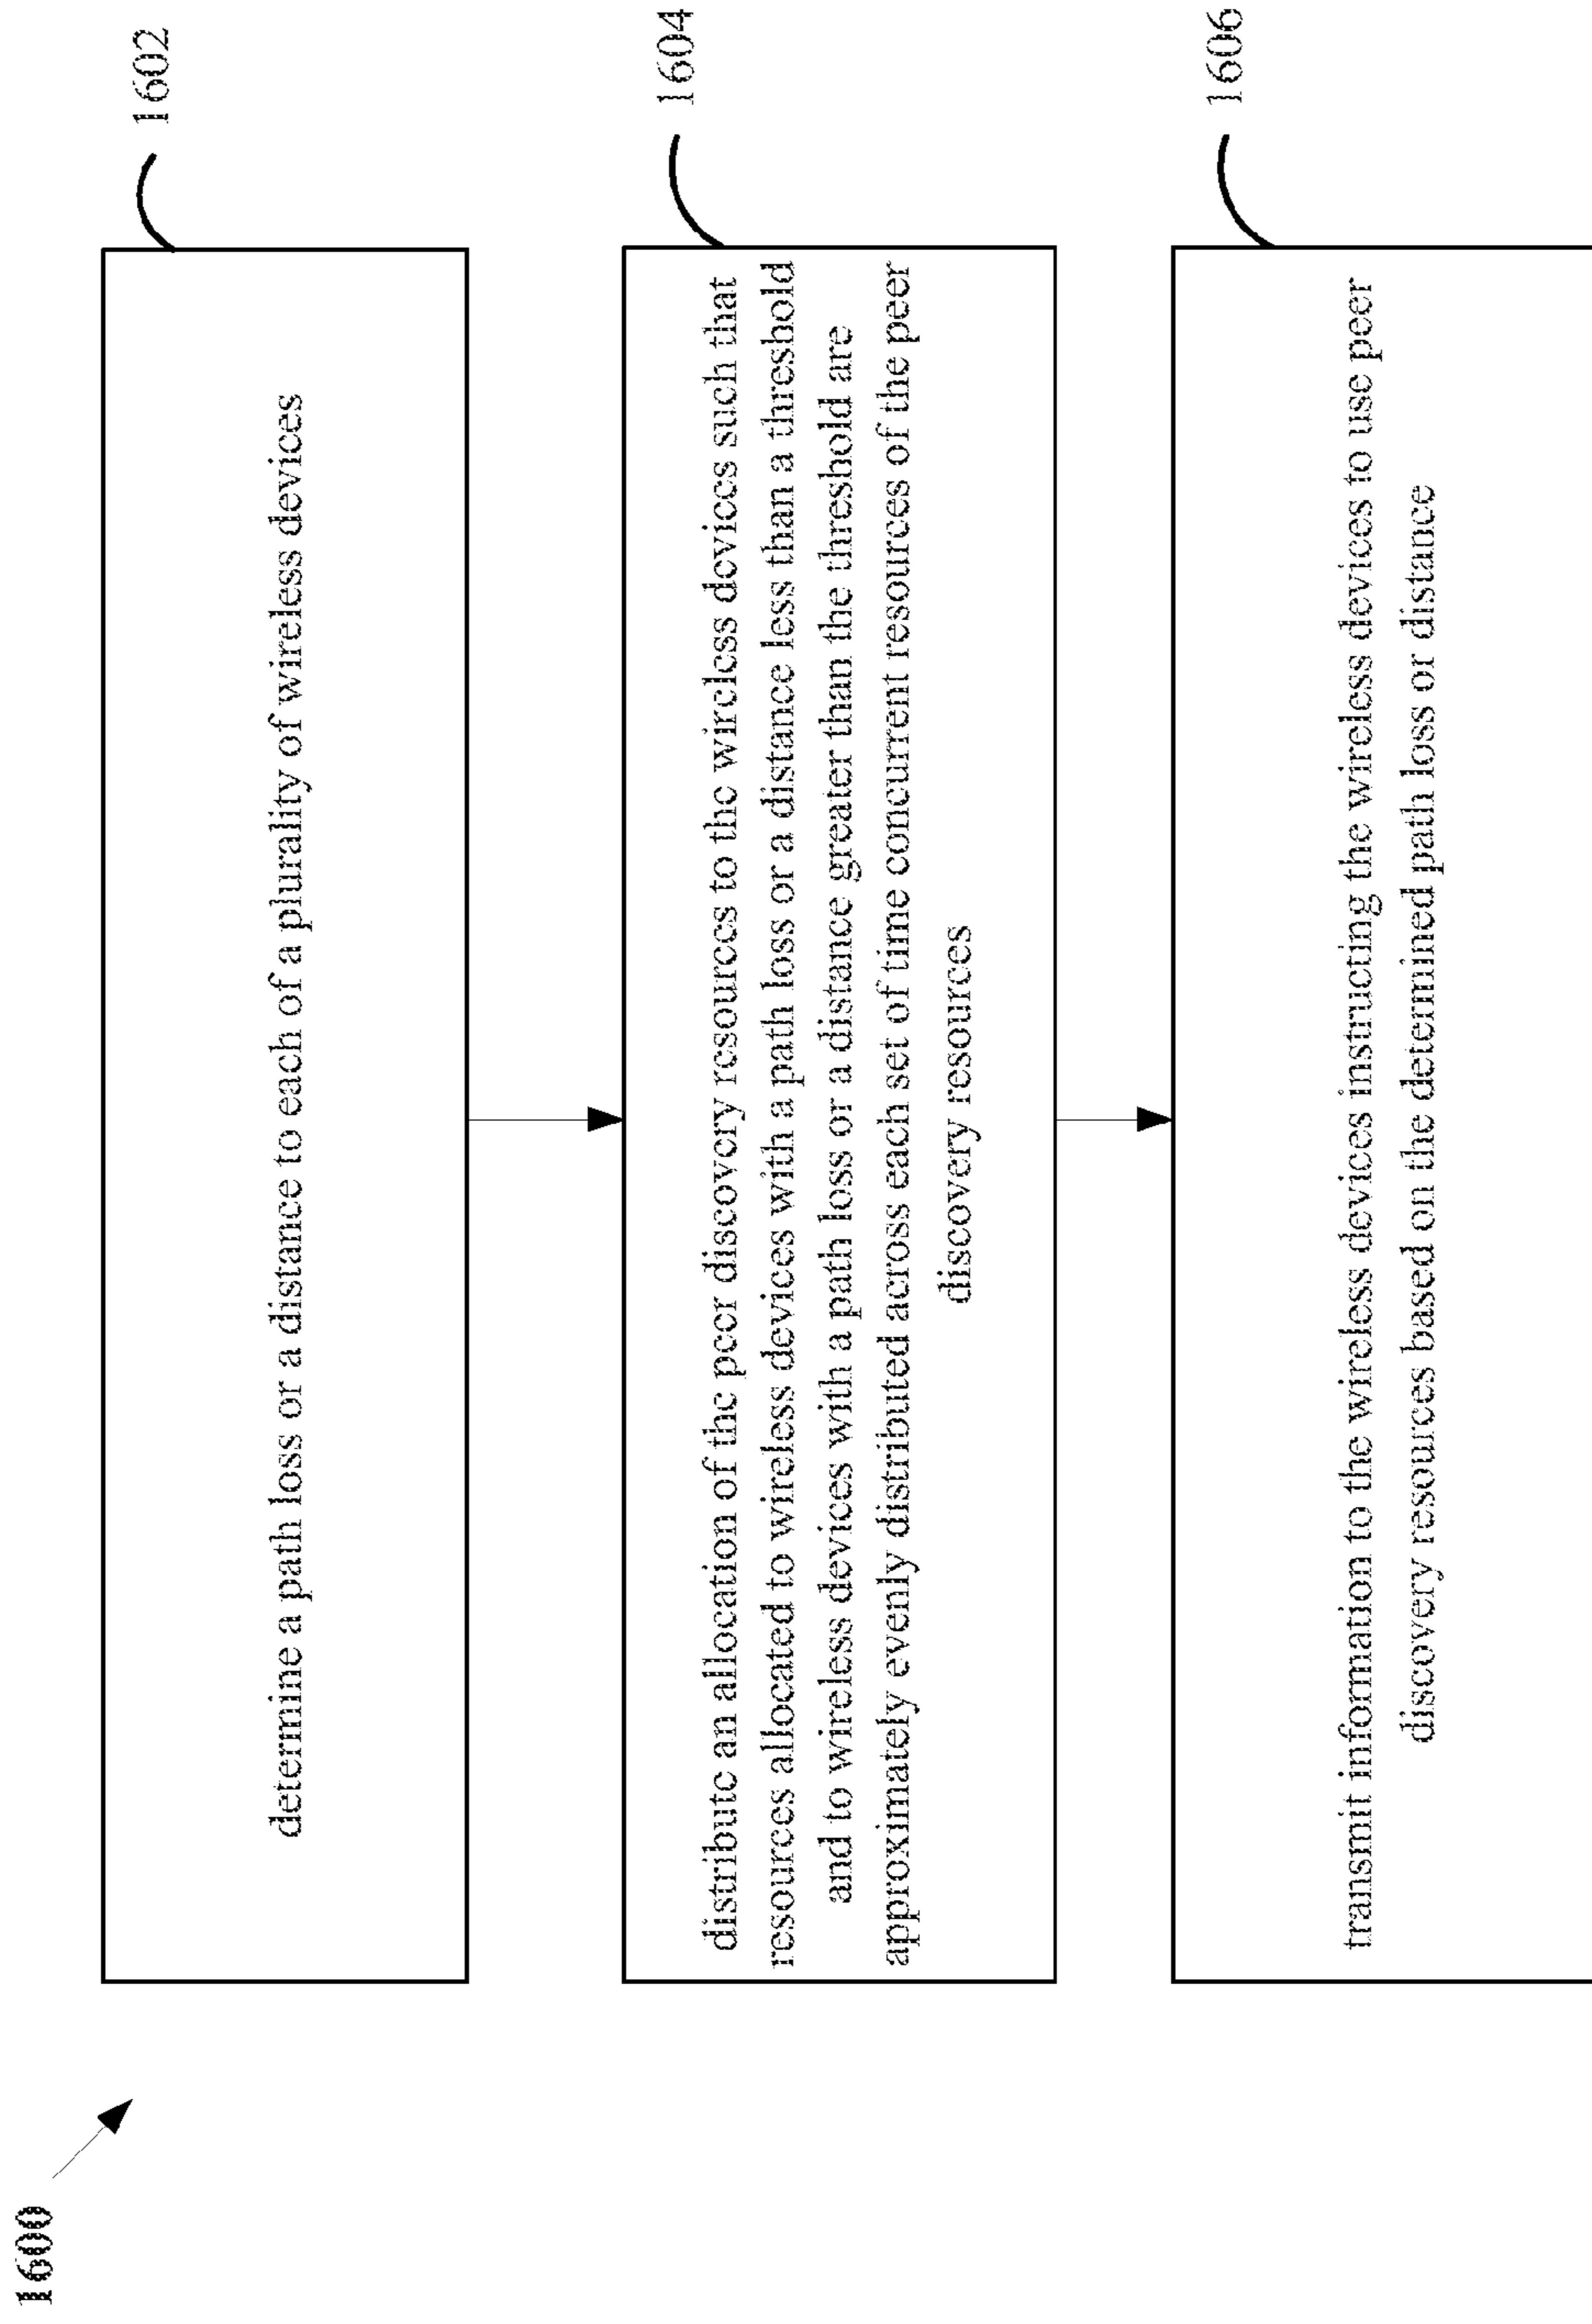 1600
1602
determine a path loss or a distance to each of a plurality of wireless devices
1604
distribute an allocation of the peer discovery resources to the wireless devices such that
resources allocated to wireless devices with a path loss or a distance less than a threshold
and to wireless devices with a path loss or a distance greater than the threshold are
approximately evenly distributed across each set of time concurrent resources of the peer
discovery resources
1606
transmit information to the wireless devices instructing the wireless devices to use peer
discovery resources based on the determined path loss or distance